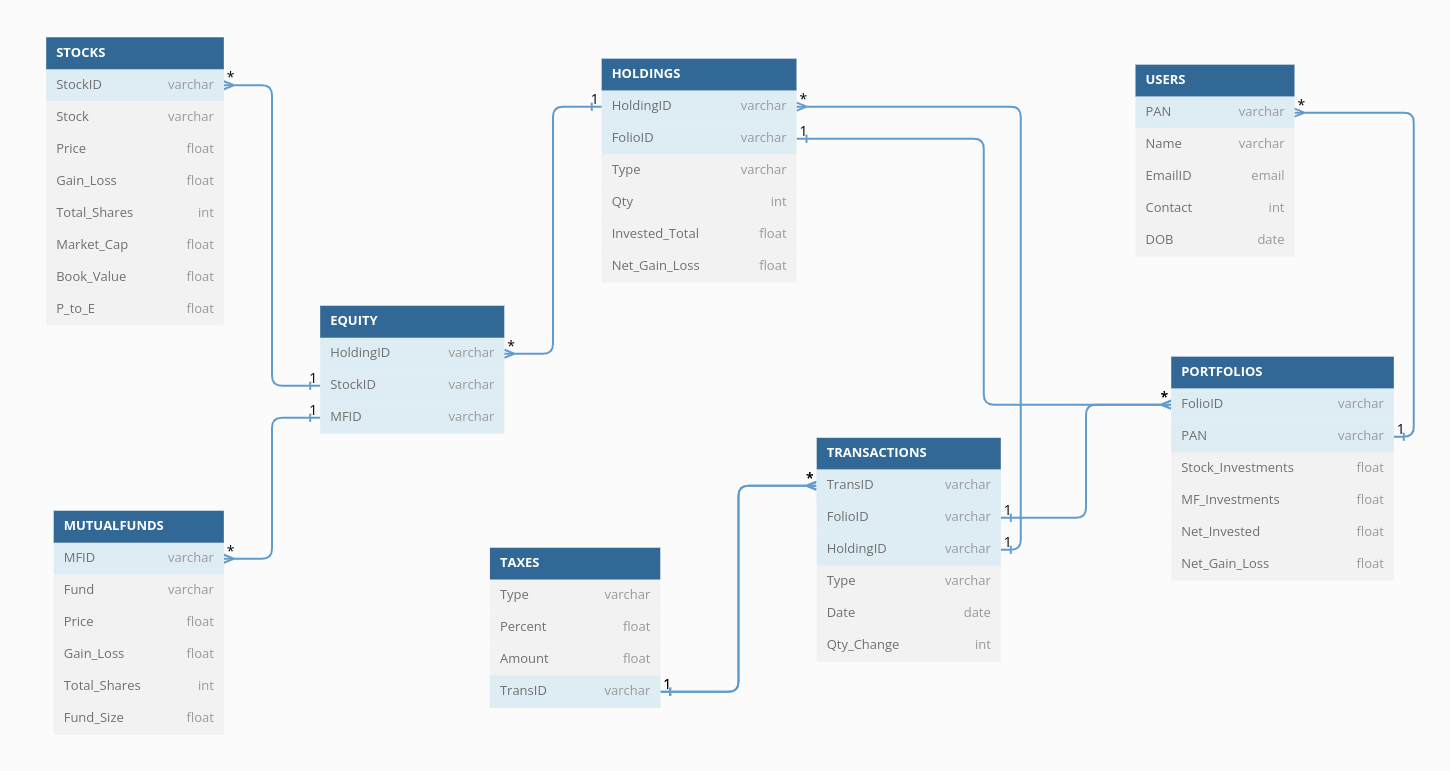 STOCKS
StockID varchar
Stock varchar
Price float
Gain_Loss float
Total_Shares int
Market_Cap float
Book_Value float
P_to_E float
*
HOLDINGS
1 HoldingID varchar *
FolioID varchar 1
Type varchar
Qty int
Invested_Total float
Net_Gain_Loss float
USERS
PAN varchar *
Name varchar
EmailID email
Contact int
DOB date
EQUITY
HoldingID varchar *
1 StockID varchar
1 MFID varchar
PORTFOLIOS
* FolioID varchar
PAN varchar 1
Stock_Investments float
MF_Investments float
Net_Invested float
Net_Gain_Loss float
TRANSACTIONS
* TransID varchar
FolioID varchar 1
HoldingID varchar 1
Type varchar
Date date
Qty_Change int
MUTUALFUNDS
MFID varchar *
Fund varchar
Price float
Gain_Loss float
Total_Shares int
Fund_Size float
TAXES
Type varchar
Percent float
Amount float
TransID varchar 1